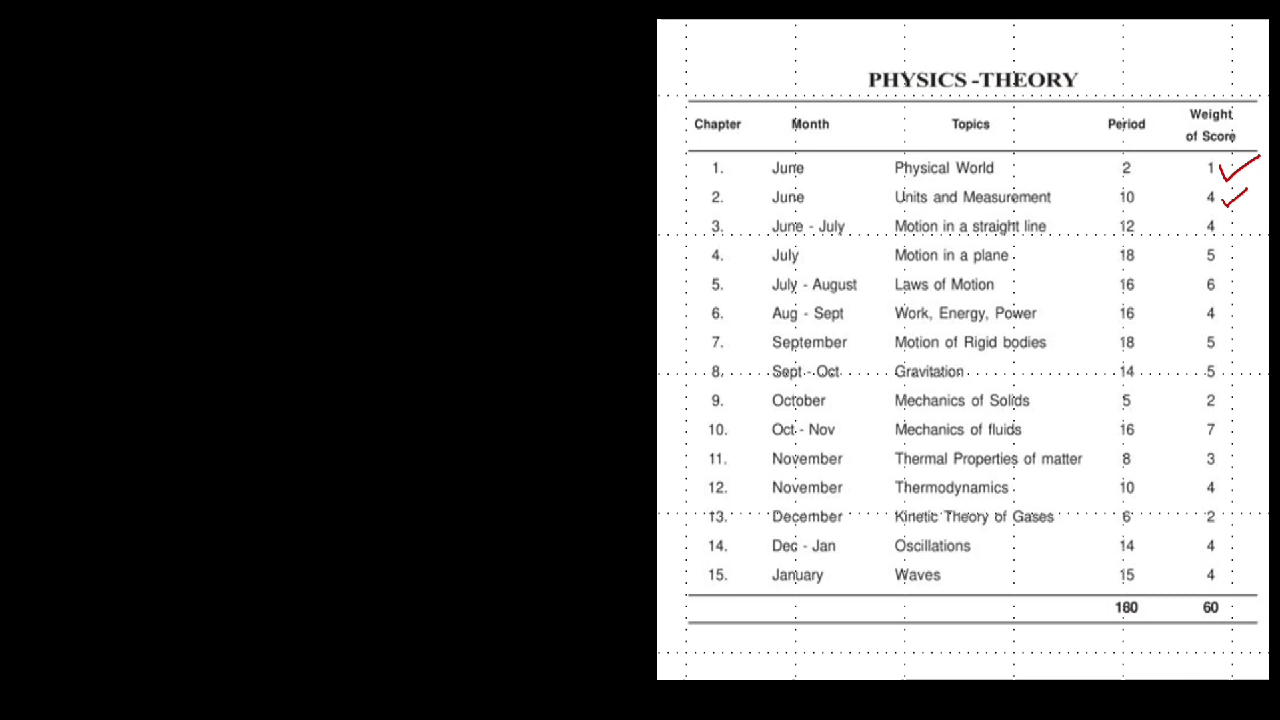 PHYSICS -THEORY
Chapter Month Topics Period Weight of Score
1. June Physical World 2 1
2. June Units and Measurement 10 4
3. June - July Motion in a straight line 12 4
4. July Motion in a plane 18 5
5. July - August Laws of Motion 16 6
6. Aug - Sept Work, Energy, Power 16 4
7. September Motion of Rigid bodies 18 5
8. Sept - Oct Gravitation 14 5
9. October Mechanics of Solids 5 2
10. Oct - Nov Mechanics of fluids 16 7
11. November Thermal Properties of matter 8 3
12. November Thermodynamics 10 4
13. December Kinetic Theory of Gases 6 2
14. Dec - Jan Oscillations 14 4
15. January Waves 15 4
180 60